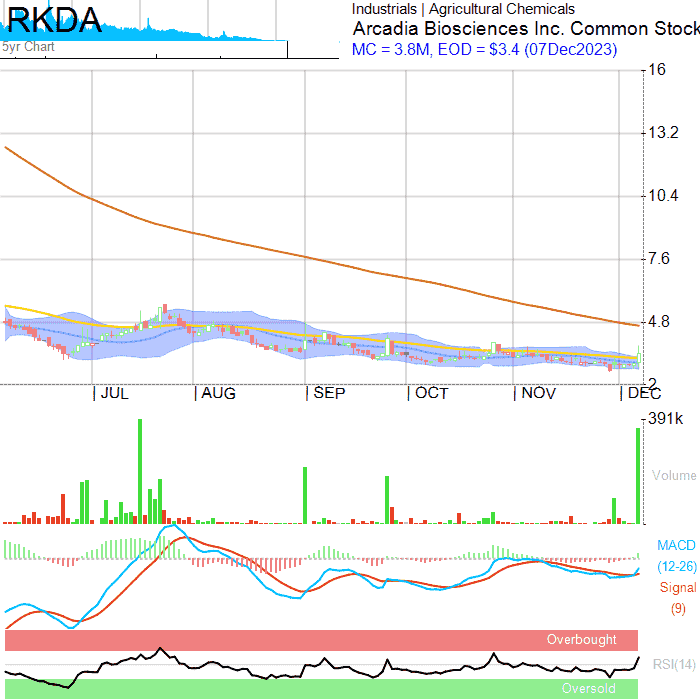 RKDA
5yr Chart
Industrials | Agricultural Chemicals
Arcadia Biosciences Inc. Common Stock
MC = 3.8M, EOD = $3.4 (07Dec2023)
16
13.2
10.4
7.6
4.8
2
| JUL | AUG | SEP | OCT | NOV | DEC
391k
Volume
MACD
(12-26)
Signal
(9)
Overbought
RSI(14)
Oversold